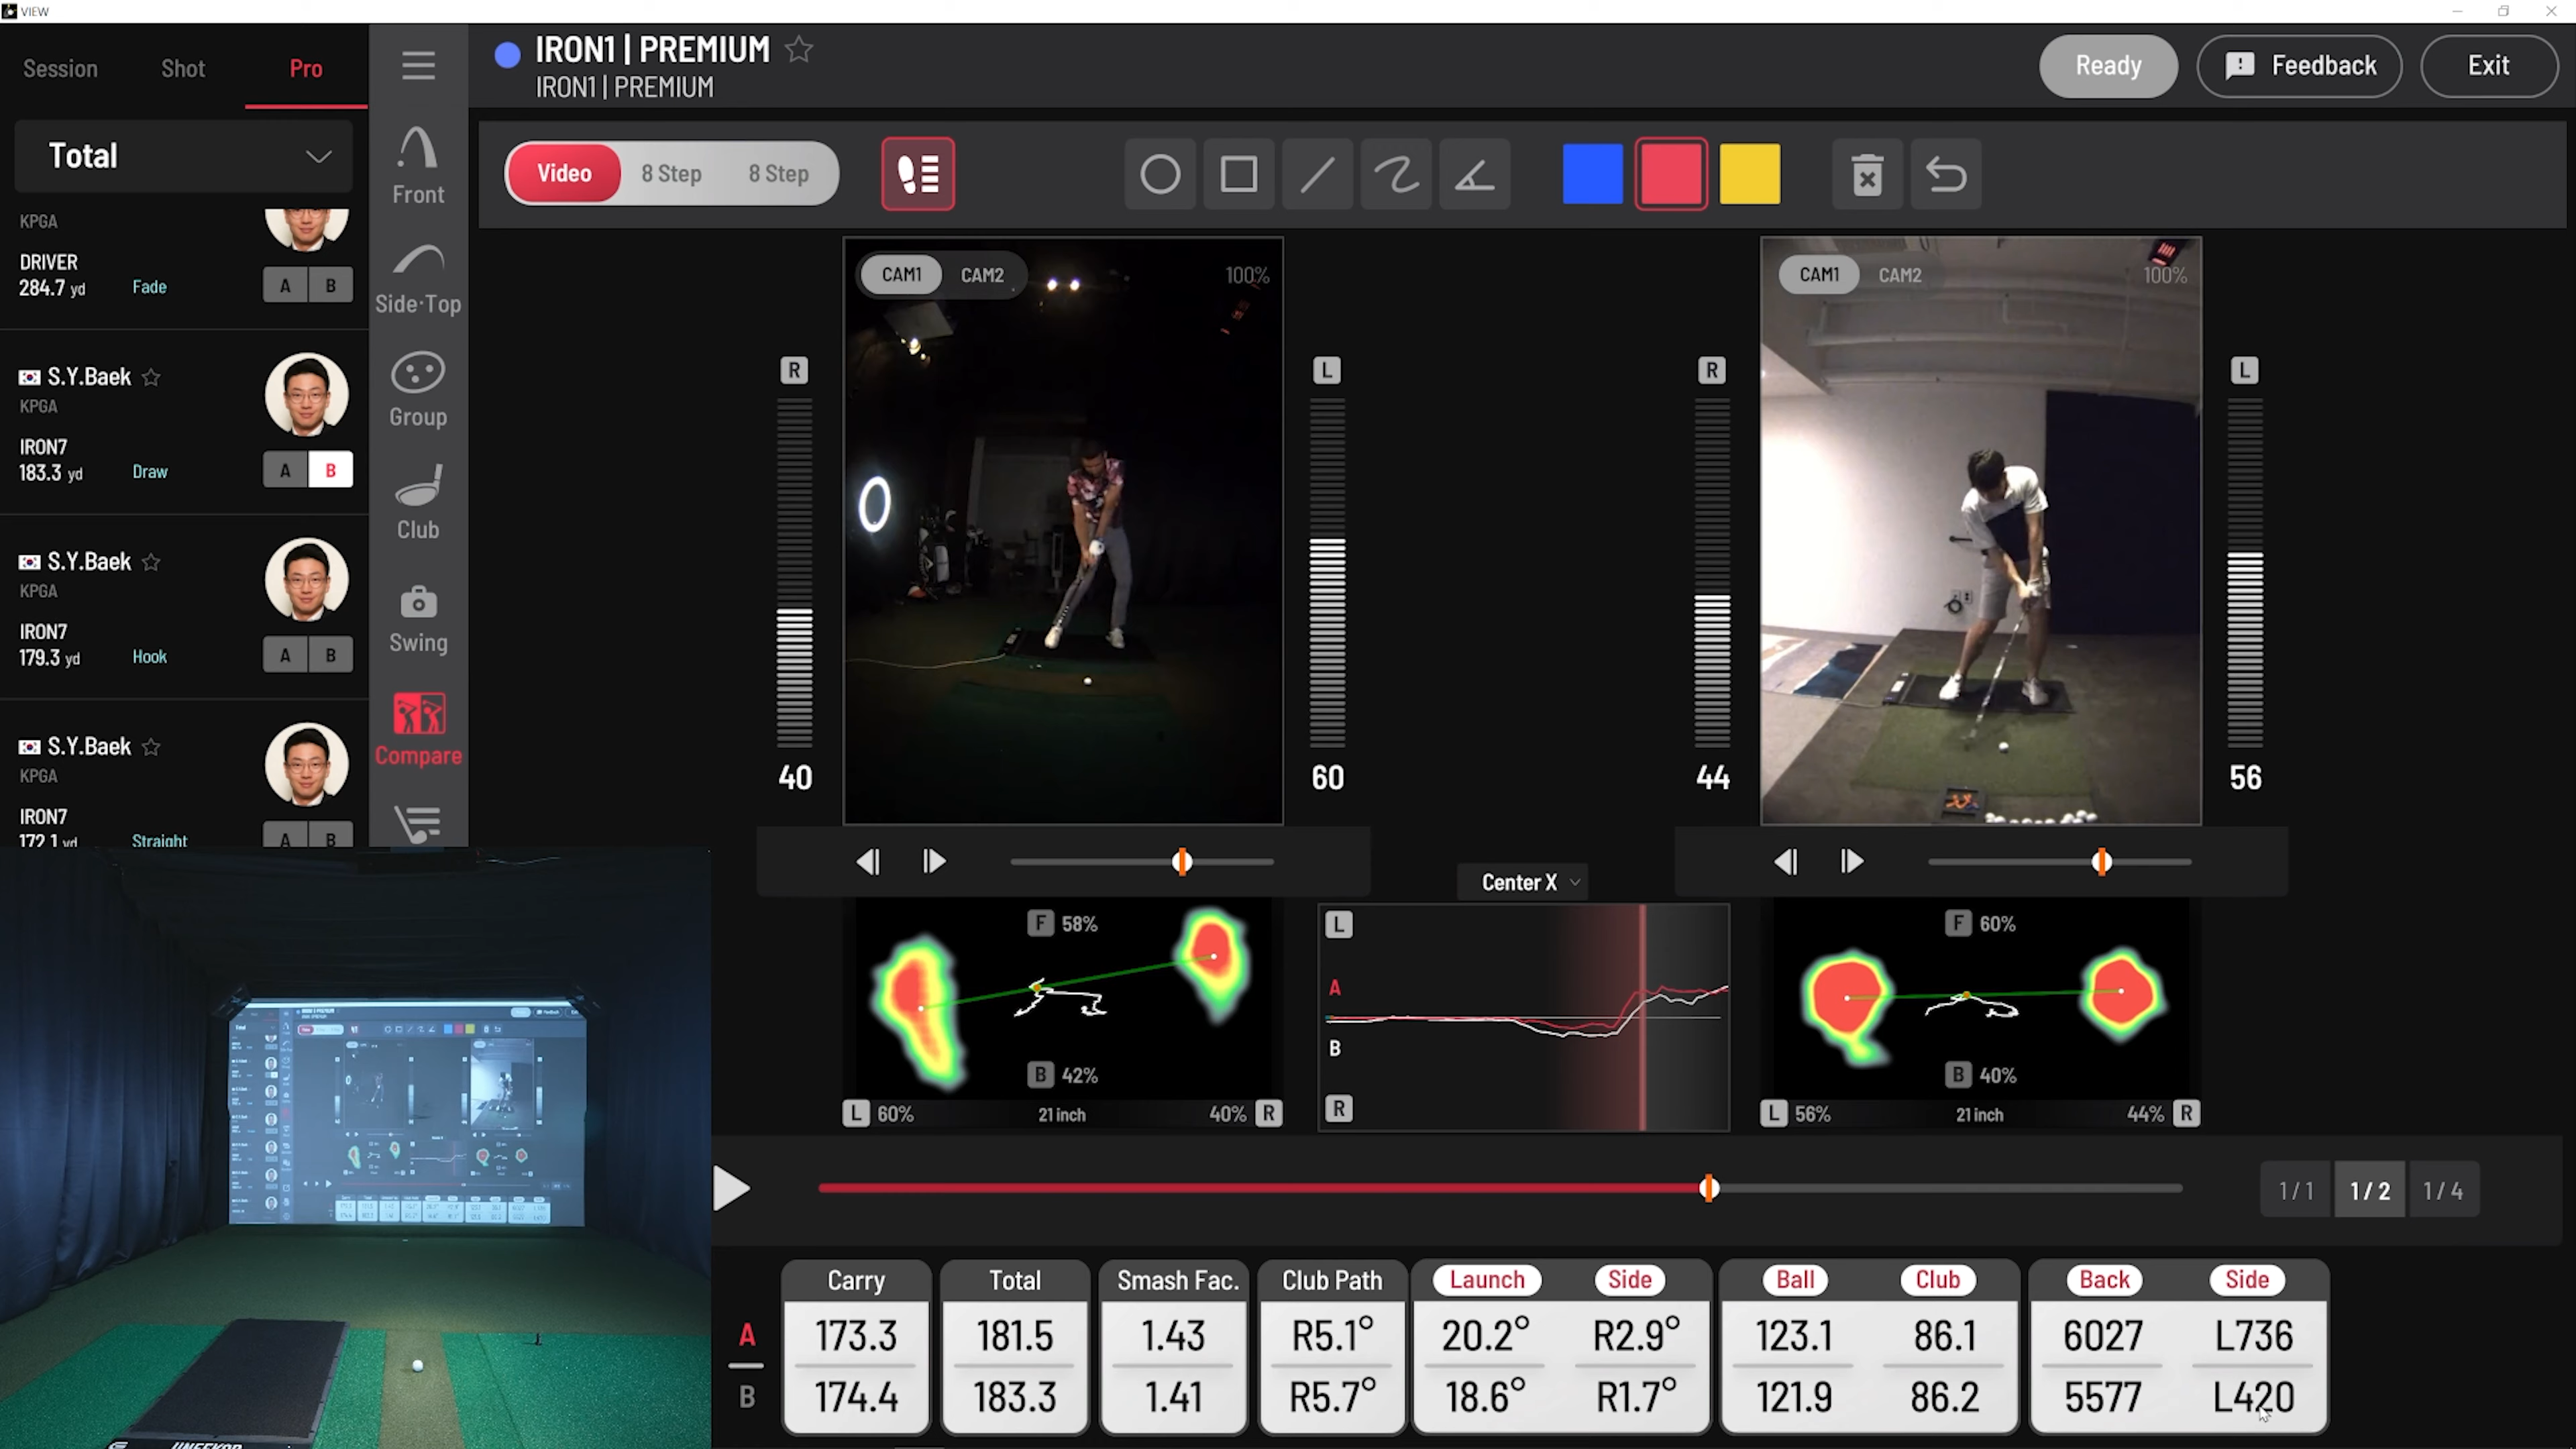 VIEW
Session Shot Pro
IRON1 | PREMIUM
IRON1 | PREMIUM
Ready Feedback Exit
Total
KPGA
DRIVER
284.7 yd Fade A B
S.Y.Baek
KPGA
IRON7
183.3 yd Draw A B
S.Y.Baek
KPGA
IRON7
179.3 yd Hook A B
S.Y.Baek
KPGA
IRON7
172.1 yd Straight A B
Front
Side·Top
Group
Club
Swing
Compare
Video 8 Step 8 Step
CAM1 CAM2 100%
R L
40 60
CAM1 CAM2 100%
R L
44 56
Center X
F 58%
B 42%
L 60% 21 inch 40% R
L
A
B
R
F 60%
B 40%
L 56% 21 inch 44% R
1 / 1 1 / 2 1 / 4
Carry Total Smash Fac. Club Path Launch Side Ball Club Back Side
A 173.3 181.5 1.43 R5.1° 20.2° R2.9° 123.1 86.1 6027 L736
B 174.4 183.3 1.41 R5.7° 18.6° R1.7° 121.9 86.2 5577 L420